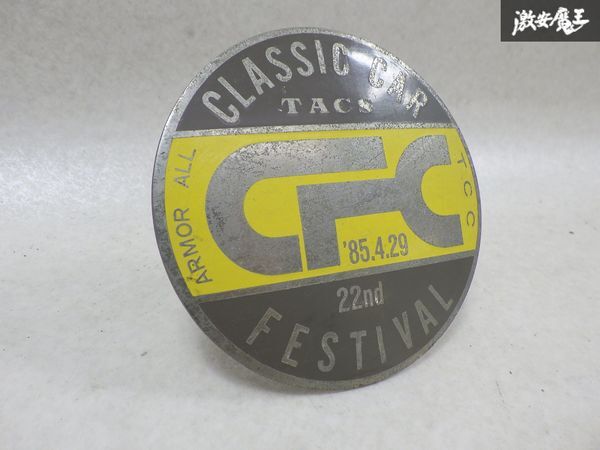 激安魔王
CLASSIC CAR
TACS
ARMOR ALL
CFC
TCC
'85.4.29
22nd
FESTIVAL